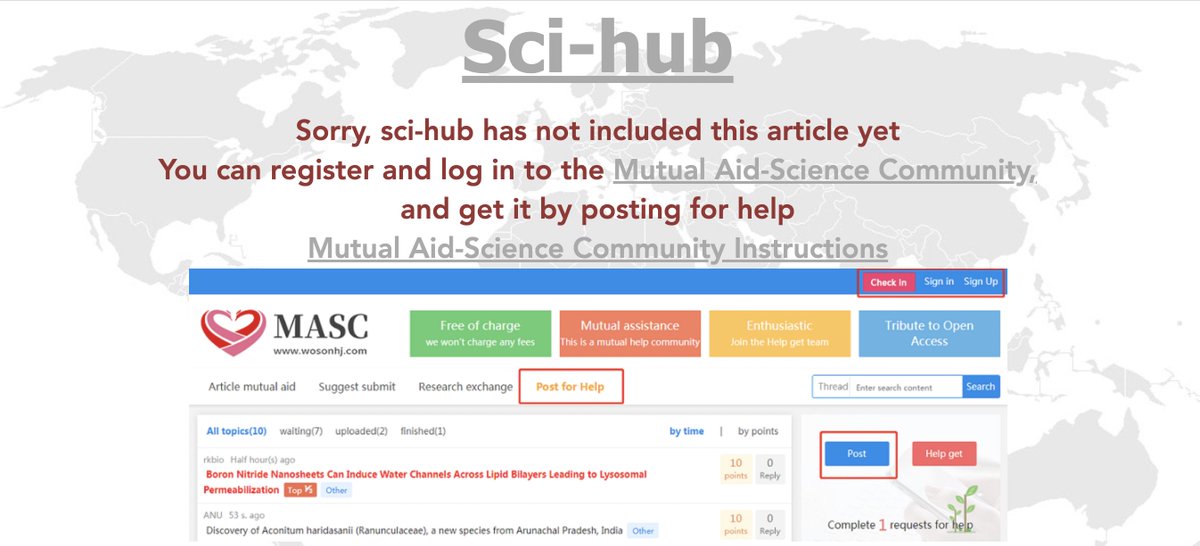 Sci-hub
Sorry, sci-hub has not included this article yet
You can register and log in to the Mutual Aid-Science Community,
and get it by posting for help
Mutual Aid-Science Community Instructions
Check in Sign in Sign Up
MASC
www.wosonhj.com
Free of charge
we won't charge any fees
Mutual assistance
This is a mutual help community
Enthusiastic
Join the Help get team
Tribute to Open
Access
Article mutual aid Suggest submit Research exchange Post for Help
Thread Enter search content Search
All topics(10) waiting(7) uploaded(2) finished(1) by time | by points
rkbio Half hour(s) ago
Boron Nitride Nanosheets Can Induce Water Channels Across Lipid Bilayers Leading to Lysosomal
Permeabilization Top Other
10 0
points Reply
ANU 53 s. ago
Discovery of Aconitum haridasanii (Ranunculaceae), a new species from Arunachal Pradesh, India Other
10 0
points Reply
Post Help get
Complete 1 requests for help